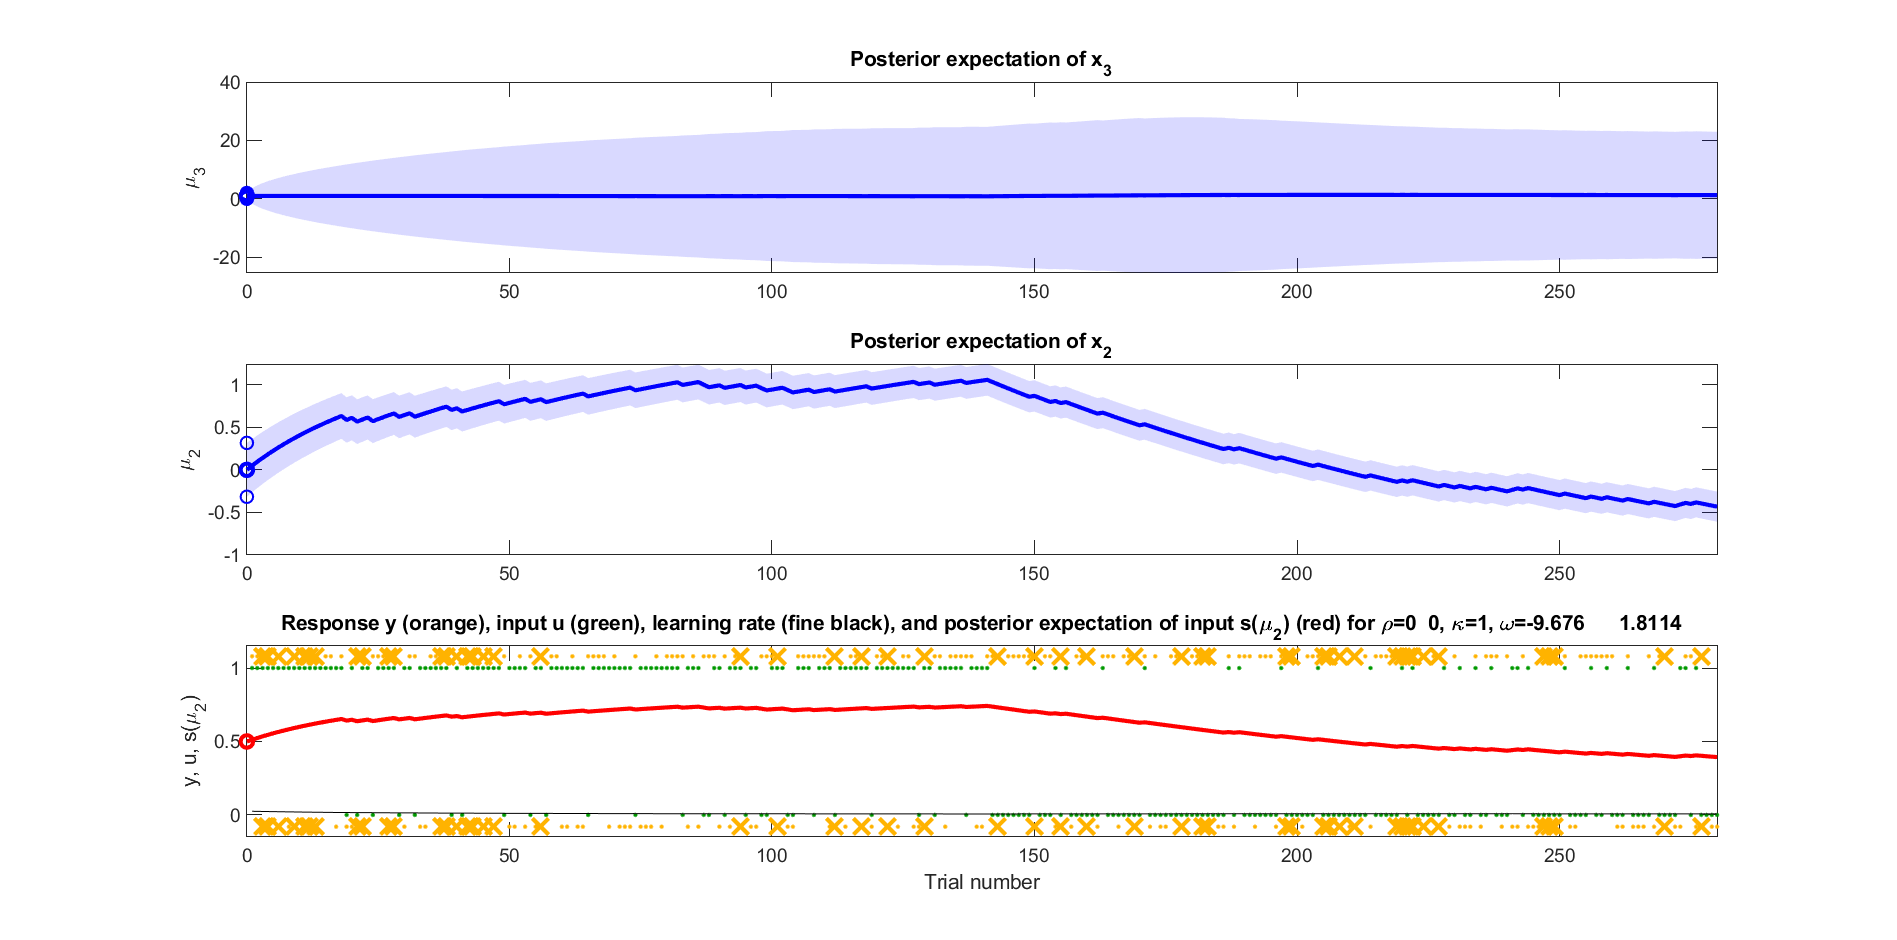 Posterior expectation of x₃
40
20
0
-20
μ₃
0 50 100 150 200 250
Posterior expectation of x₂
1
0.5
0
-0.5
-1
μ₂
0 50 100 150 200 250
Response y (orange), input u (green), learning rate (fine black), and posterior expectation of input s(μ₂) (red) for ρ=0 0, κ=1, ω=-9.676 1.8114
1
0.5
0
y, u, s(μ₂)
0 50 100 150 200 250
Trial number